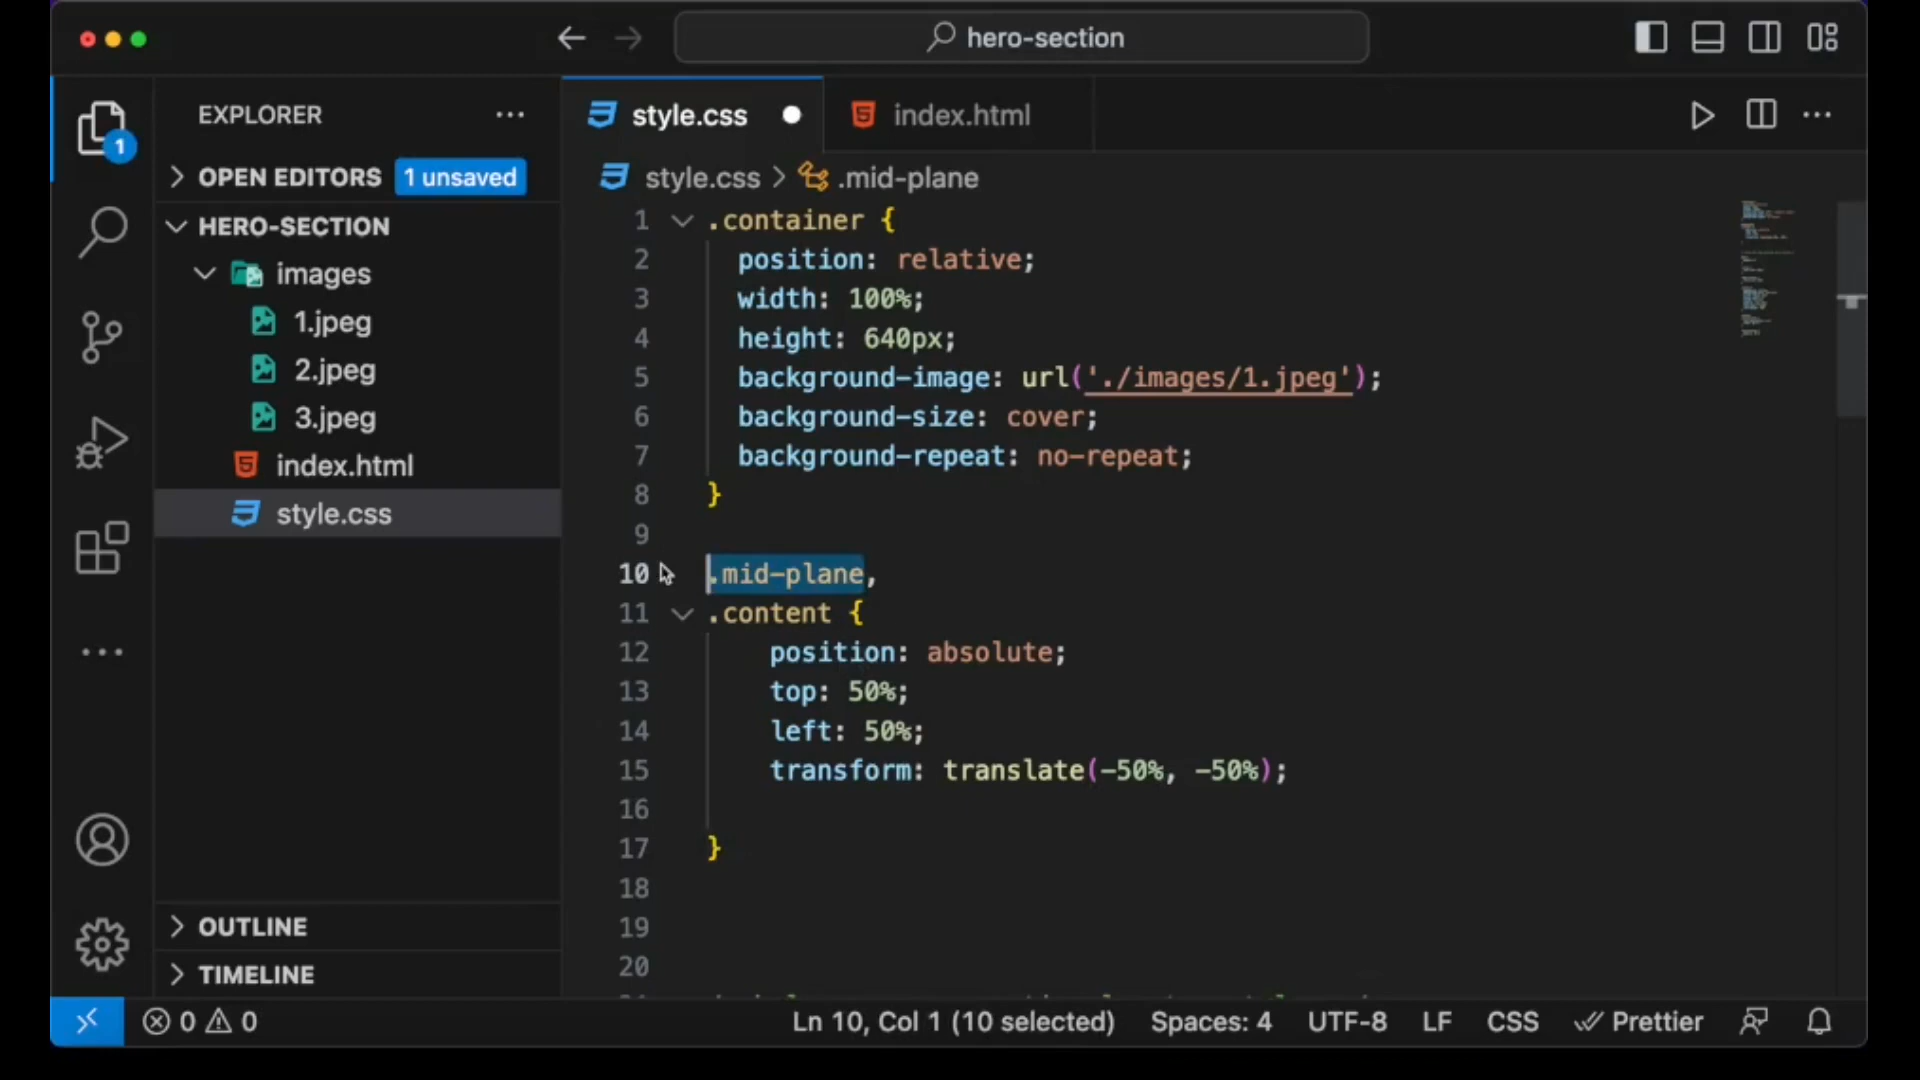 hero-section
EXPLORER
style.css
index.html
1
OPEN EDITORS 1 unsaved
style.css > .mid-plane
HERO-SECTION
images
1.jpeg
2.jpeg
3.jpeg
index.html
style.css
1 .container {
2 position: relative;
3 width: 100%;
4 height: 640px;
5 background-image: url('./images/1.jpeg');
6 background-size: cover;
7 background-repeat: no-repeat;
8 }
9
10 .mid-plane,
11 .content {
12 position: absolute;
13 top: 50%;
14 left: 50%;
15 transform: translate(-50%, -50%);
16
17 }
18
19
20
OUTLINE
TIMELINE
0 0
Ln 10, Col 1 (10 selected) Spaces: 4 UTF-8 LF CSS Prettier